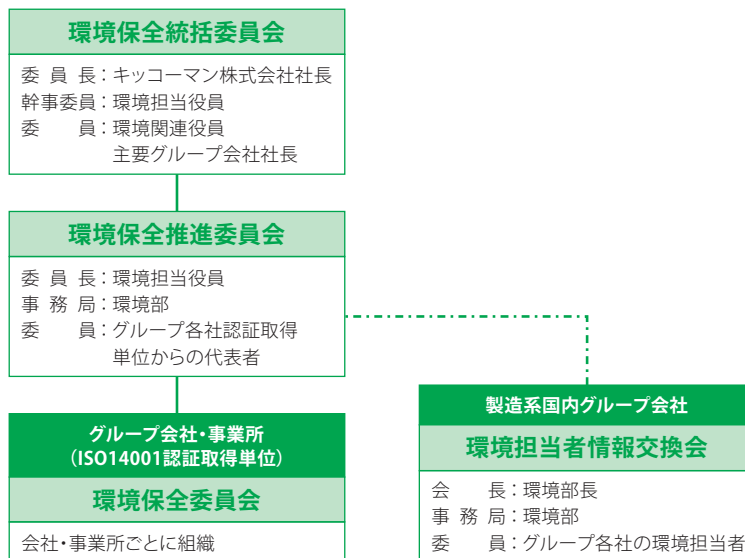 環境保全統括委員会
委員長：キッコーマン株式会社社長
幹事委員：環境担当役員
委員：環境関連役員
主要グループ会社社長
環境保全推進委員会
委員長：環境担当役員
事務局：環境部
委員：グループ各社認証取得
単位からの代表者
グループ会社・事業所
（ISO14001認証取得単位）
環境保全委員会
会社・事業所ごとに組織
製造系国内グループ会社
環境担当者情報交換会
会長：環境部長
事務局：環境部
委員：グループ各社の環境担当者